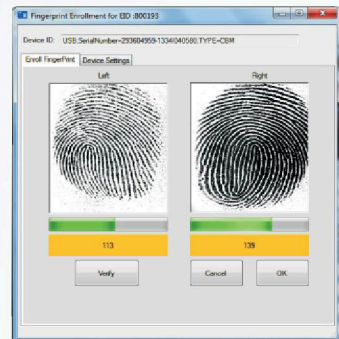 Fingerprint Enrollment for EID :800193
Device ID: USB:SerialNumber=293604959-1334I040580:TYPE=CBM
Enroll FingerPrint Device Settings
Left Right
113 139
Verify Cancel OK